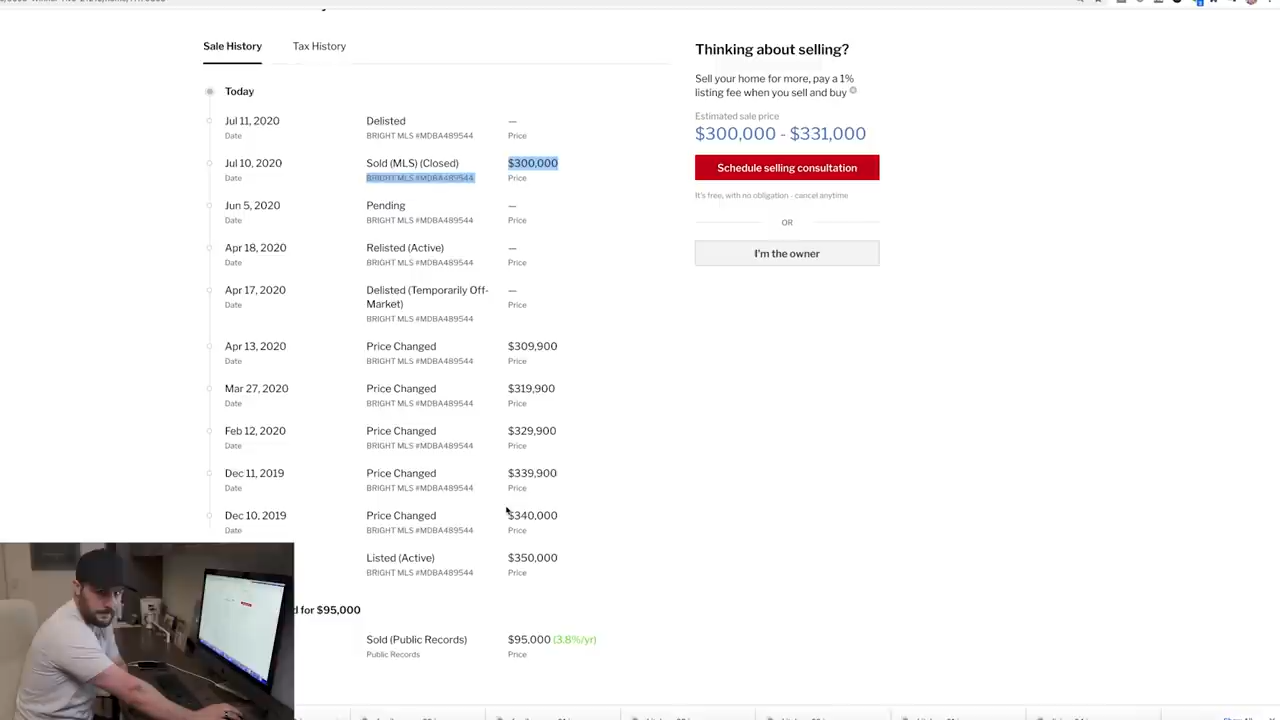 Sale History Tax History
Today
Jul 11, 2020 Delisted —
Date BRIGHT MLS #MDBA489544 Price
Jul 10, 2020 Sold (MLS) (Closed) $300,000
Date BRIGHT MLS #MDBA489544 Price
Jun 5, 2020 Pending —
Date BRIGHT MLS #MDBA489544 Price
Apr 18, 2020 Relisted (Active) —
Date BRIGHT MLS #MDBA489544 Price
Apr 17, 2020 Delisted (Temporarily Off- —
Date Market) Price
BRIGHT MLS #MDBA489544
Apr 13, 2020 Price Changed $309,900
Date BRIGHT MLS #MDBA489544 Price
Mar 27, 2020 Price Changed $319,900
Date BRIGHT MLS #MDBA489544 Price
Feb 12, 2020 Price Changed $329,900
Date BRIGHT MLS #MDBA489544 Price
Dec 11, 2019 Price Changed $339,900
Date BRIGHT MLS #MDBA489544 Price
Dec 10, 2019 Price Changed $340,000
Date BRIGHT MLS #MDBA489544 Price
Listed (Active) $350,000
BRIGHT MLS #MDBA489544 Price
d for $95,000
Sold (Public Records) $95,000 (3.8%/yr)
Public Records Price
Thinking about selling?
Sell your home for more, pay a 1%
listing fee when you sell and buy
Estimated sale price
$300,000 - $331,000
Schedule selling consultation
It's free, with no obligation - cancel anytime
OR
I'm the owner